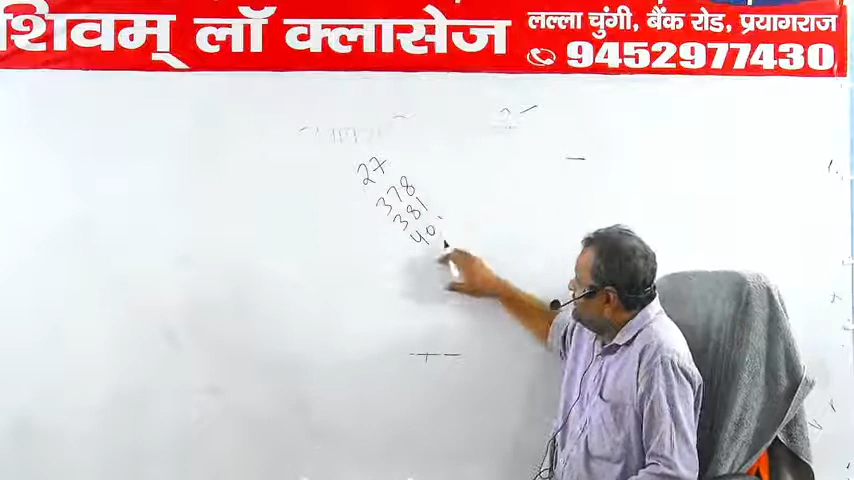 शिवम् लॉ क्लासेज
लल्ला चुंगी, बैंक रोड, प्रयागराज
9452977430
27
378
381
40